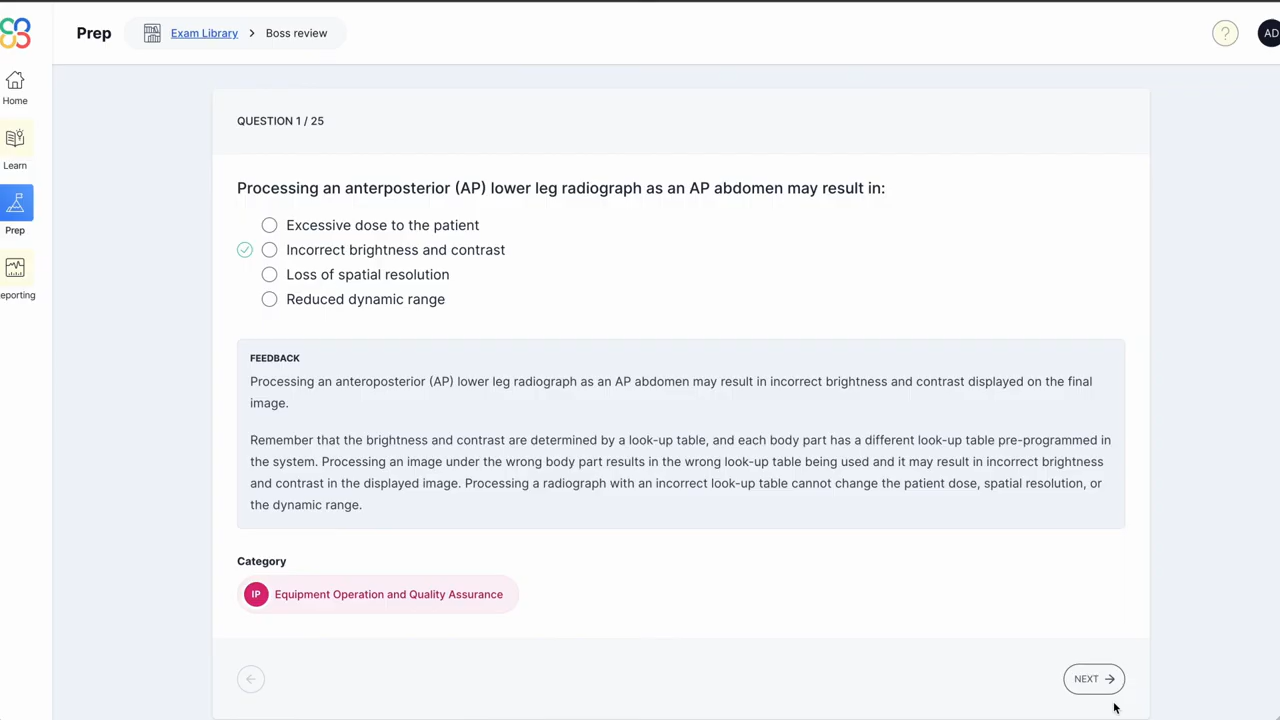 Prep
Exam Library > Boss review
?
AD
Home
Learn
Prep
eporting
QUESTION 1 / 25
Processing an anterposterior (AP) lower leg radiograph as an AP abdomen may result in:
Excessive dose to the patient
Incorrect brightness and contrast
Loss of spatial resolution
Reduced dynamic range
FEEDBACK
Processing an anteroposterior (AP) lower leg radiograph as an AP abdomen may result in incorrect brightness and contrast displayed on the final
image.
Remember that the brightness and contrast are determined by a look-up table, and each body part has a different look-up table pre-programmed in
the system. Processing an image under the wrong body part results in the wrong look-up table being used and it may result in incorrect brightness
and contrast in the displayed image. Processing a radiograph with an incorrect look-up table cannot change the patient dose, spatial resolution, or
the dynamic range.
Category
IP Equipment Operation and Quality Assurance
NEXT